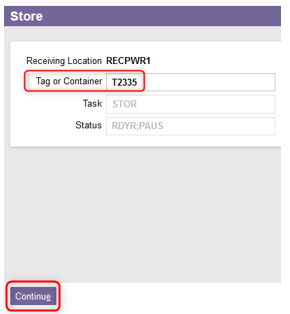 Store
Receiving Location RECPWR1
Tag or Container T2335
Task STOR
Status RDYR;PAUS
Continue